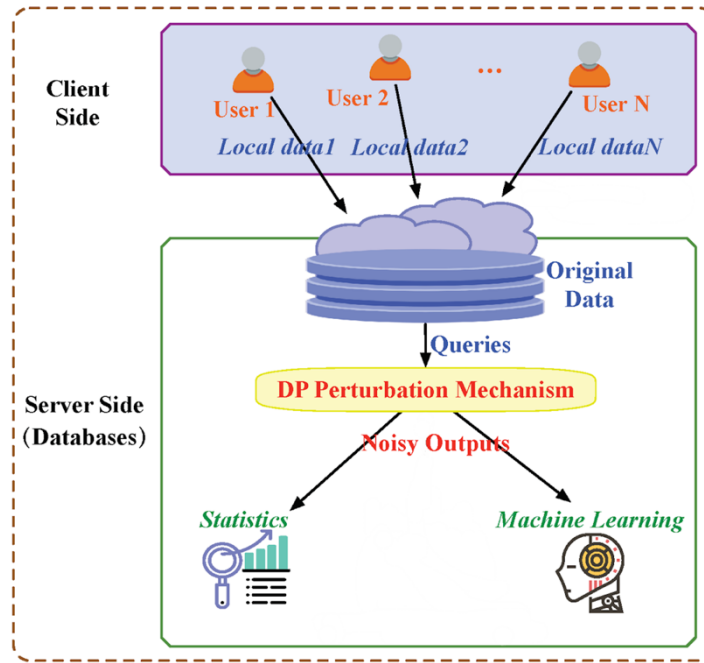 Client
Side
User 1
User 2
...
User N
Local data1
Local data2
Local dataN
Original
Data
Queries
DP Perturbation Mechanism
Server Side
(Databases)
Noisy Outputs
Statistics
Machine Learning